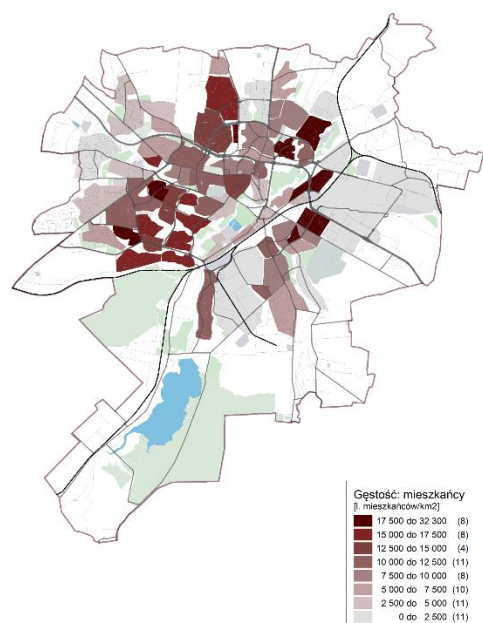 Gęstość: mieszkańcy
[l. mieszkańców/km2]
17 500 do 32 300 (8)
15 000 do 17 500 (8)
12 500 do 15 000 (4)
10 000 do 12 500 (11)
7 500 do 10 000 (8)
5 000 do 7 500 (10)
2 500 do 5 000 (11)
0 do 2 500 (11)